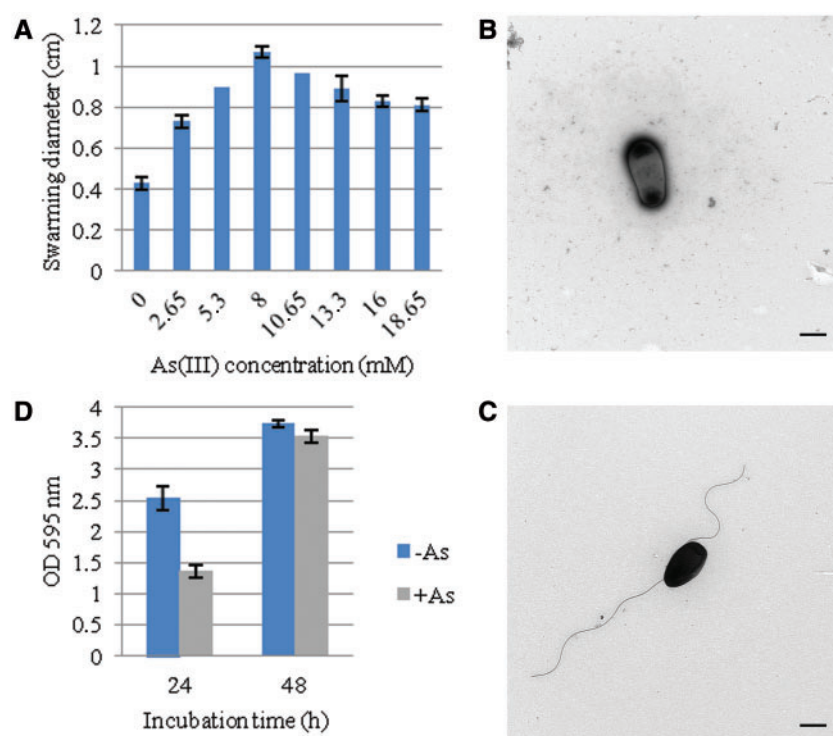 A
Swarming diameter (cm)
1.2
1
0.8
0.6
0.4
0.2
0
0
2.65
5.3
8
10.65
13.3
16
18.65
As(III) concentration (mM)
B
D
OD 595 nm
4
3.5
3
2.5
2
1.5
1
0.5
0
24
48
Incubation time (h)
-As
+As
C